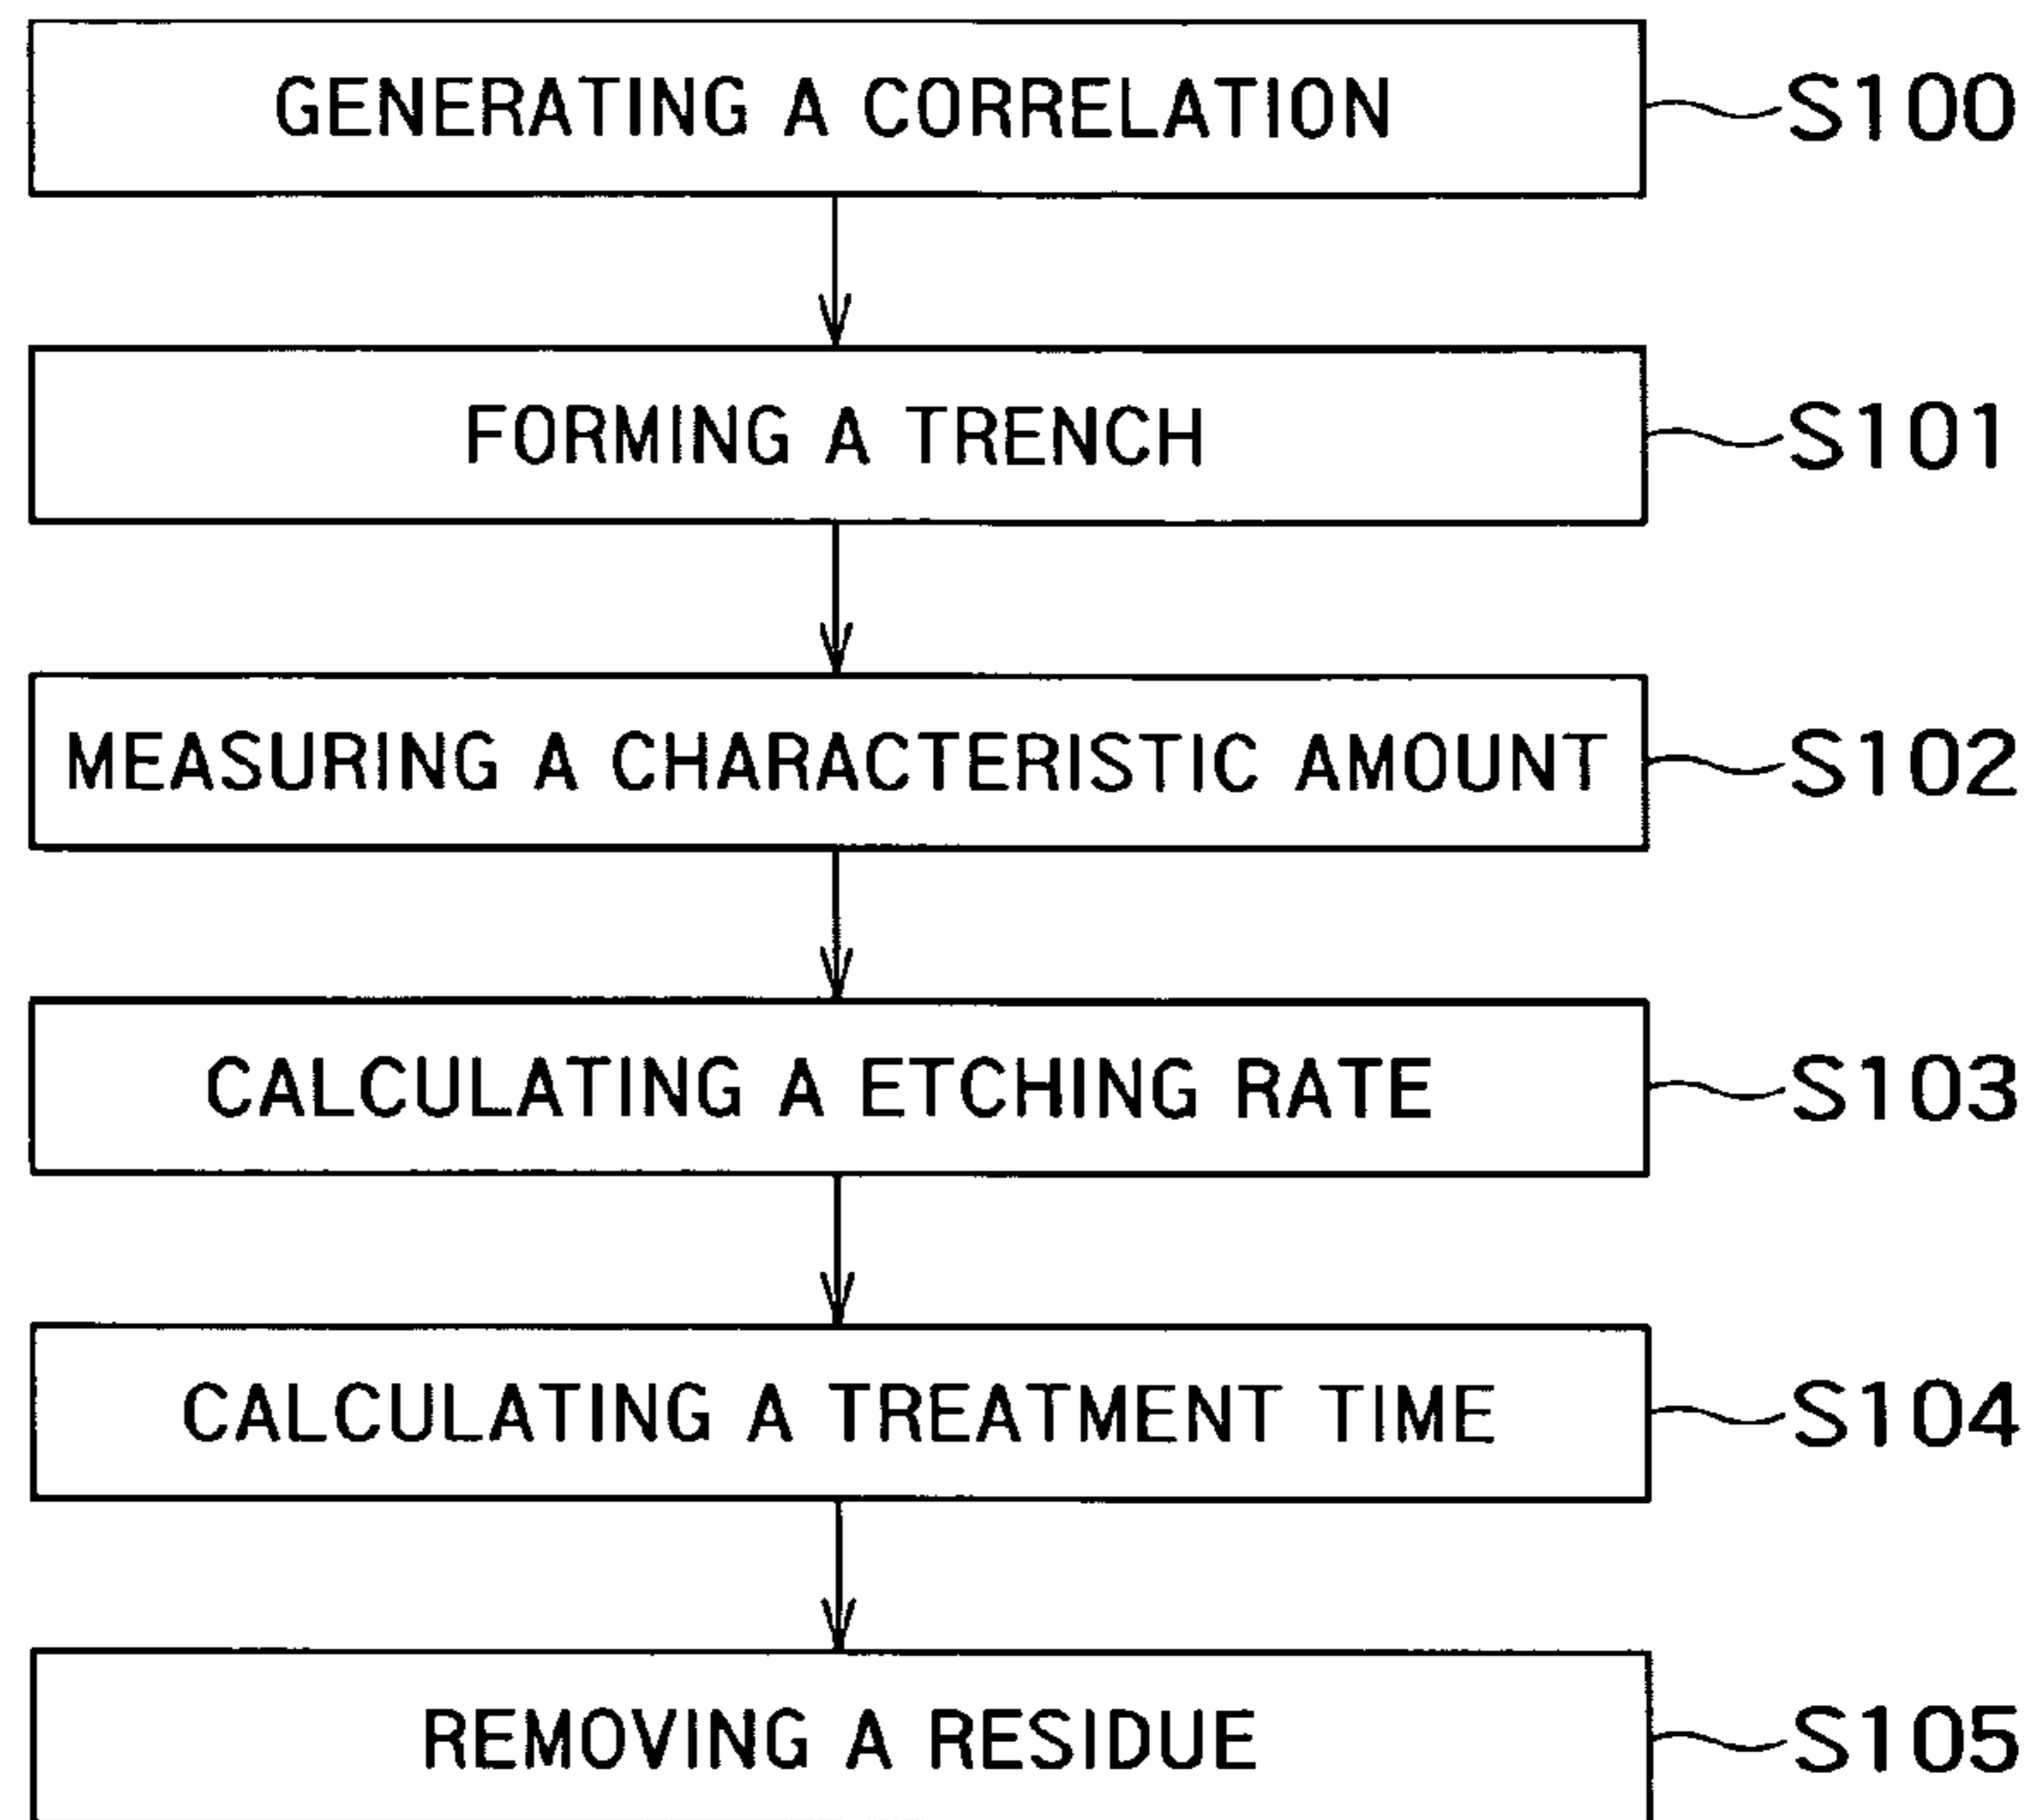 GENERATING A CORRELATION S100
FORMING A TRENCH S101
MEASURING A CHARACTERISTIC AMOUNT S102
CALCULATING A ETCHING RATE S103
CALCULATING A TREATMENT TIME S104
REMOVING A RESIDUE S105